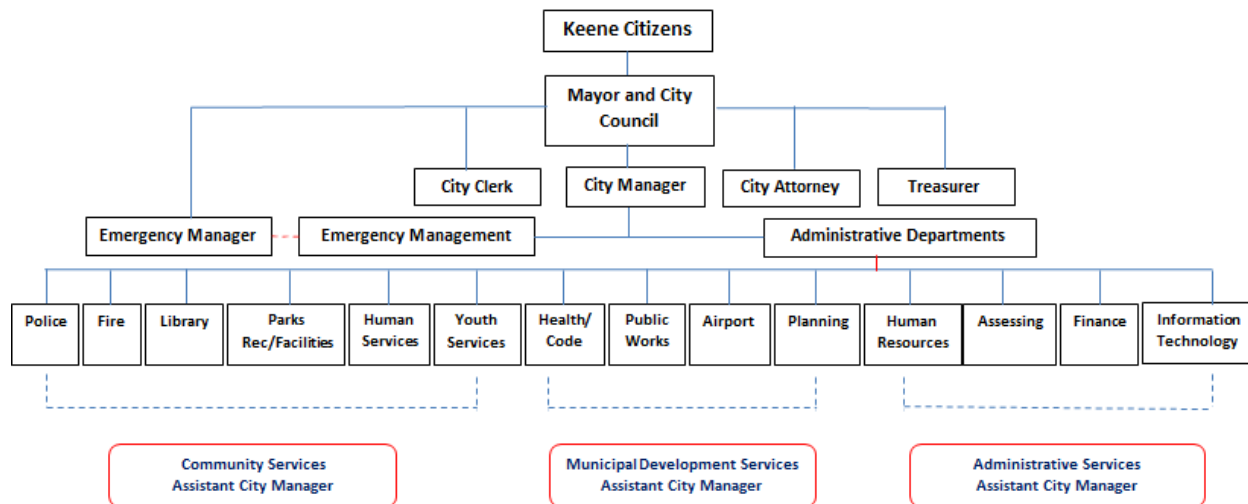 Keene Citizens
Mayor and City
Council
City Clerk
City Manager
City Attorney
Treasurer
Emergency Manager
Emergency Management
Administrative Departments
Police
Fire
Library
Parks
Rec/Facilities
Human
Services
Youth
Services
Health/
Code
Public
Works
Airport
Planning
Human
Resources
Assessing
Finance
Information
Technology
Community Services
Assistant City Manager
Municipal Development Services
Assistant City Manager
Administrative Services
Assistant City Manager